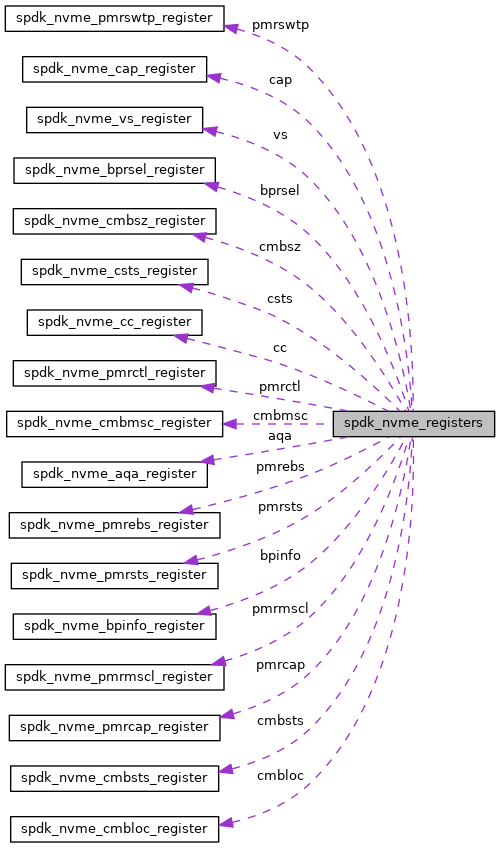 spdk_nvme_pmrswtp_register
pmrswtp
spdk_nvme_cap_register
cap
spdk_nvme_vs_register
vs
spdk_nvme_bprsel_register
bprsel
spdk_nvme_cmbsz_register
cmbsz
spdk_nvme_csts_register
csts
spdk_nvme_cc_register
cc
spdk_nvme_pmrctl_register
pmrctl
spdk_nvme_cmbmsc_register
cmbmsc
spdk_nvme_registers
aqa
spdk_nvme_aqa_register
pmrebs
spdk_nvme_pmrebs_register
pmrsts
spdk_nvme_pmrsts_register
bpinfo
spdk_nvme_bpinfo_register
pmrmscl
spdk_nvme_pmrmscl_register
pmrcap
spdk_nvme_pmrcap_register
cmbsts
spdk_nvme_cmbsts_register
cmbloc
spdk_nvme_cmbloc_register